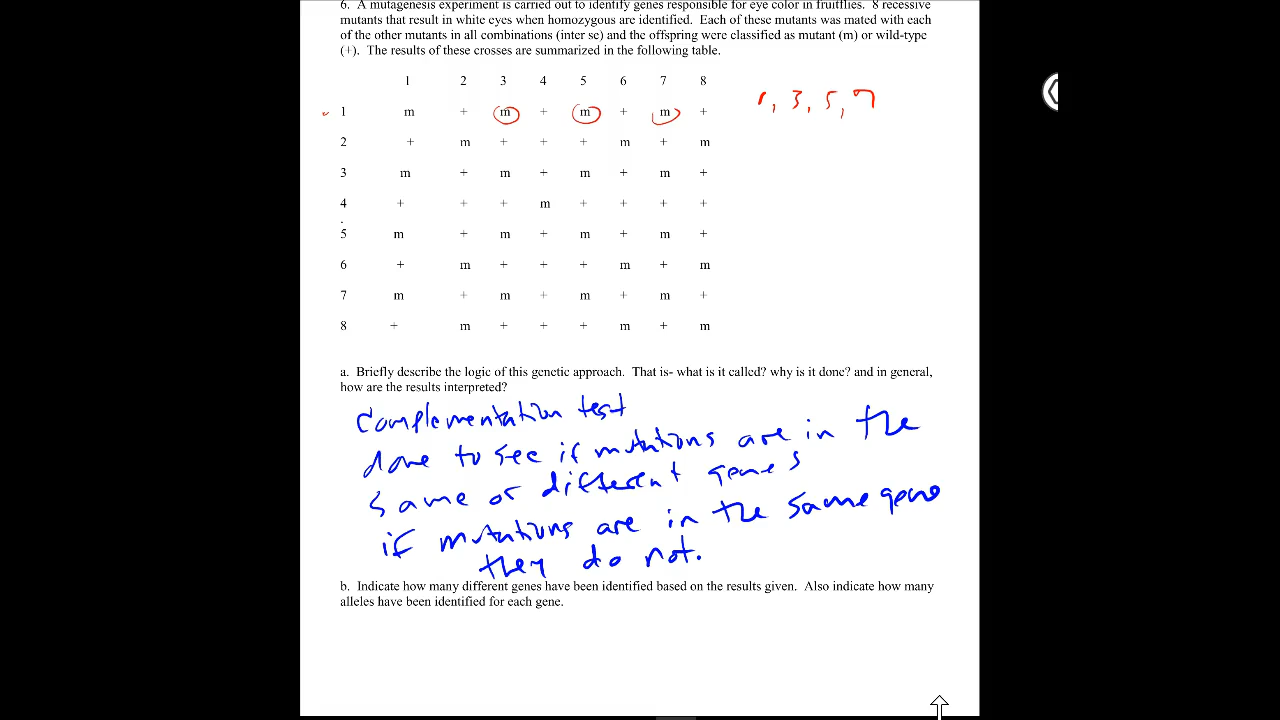 6. A mutagenesis experiment is carried out to identify genes responsible for eye color in fruitflies. 8 recessive
mutants that result in white eyes when homozygous are identified. Each of these mutants was mated with each
of the other mutants in all combinations (inter se) and the offspring were classified as mutant (m) or wild-type
(+). The results of these crosses are summarized in the following table.
1 2 3 4 5 6 7 8
1 m + m + m + m + 1, 3, 5, 7
2 + m + + + m + m
3 m + m + m + m +
4 + + + m + + + +
5 m + m + m + m +
6 + m + + + m + m
7 m + m + m + m +
8 + m + + + m + m
a. Briefly describe the logic of this genetic approach. That is- what is it called? why is it done? and in general,
how are the results interpreted?
Complementation test
done to see if mutations are in the
same or different genes
if mutations are in the same gene
they do not.
b. Indicate how many different genes have been identified based on the results given. Also indicate how many
alleles have been identified for each gene.